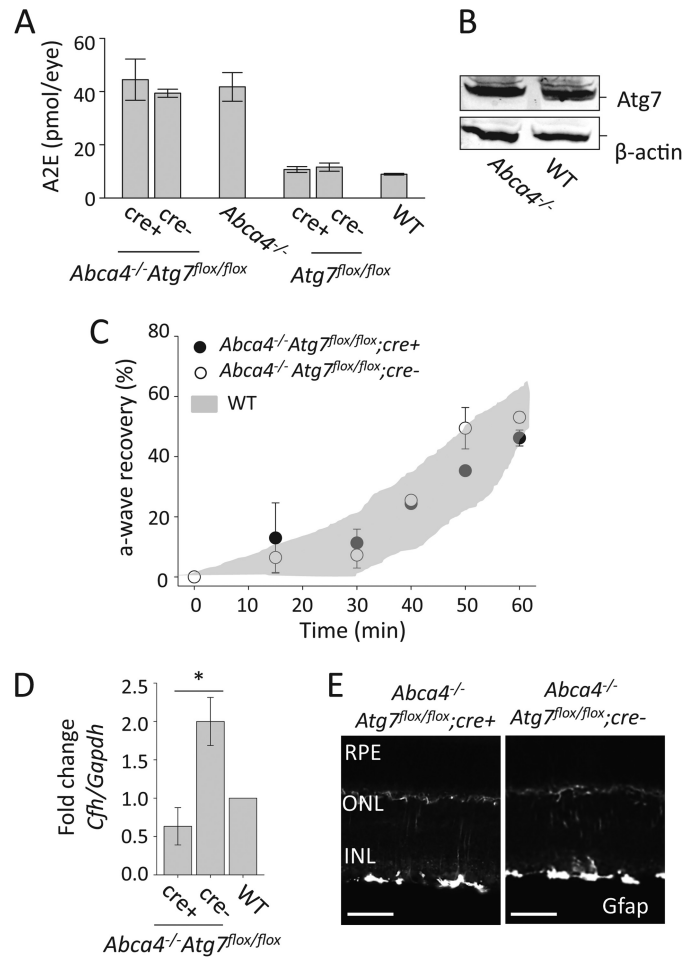 A
A2E (pmol/eye)
60
40
20
0
cre+ cre- Abca4-/- cre+ cre- WT
Abca4-/-Atg7flox/flox Atg7flox/flox
B
Atg7
β-actin
Abca4-/- WT
C
a-wave recovery (%)
80
60
40
20
0
Abca4-/-Atg7flox/flox;cre+
Abca4-/- Atg7flox/flox;cre-
WT
0 10 20 30 40 50 60
Time (min)
D
Fold change
Cfh/Gapdh
2.5
2.0
1.5
1.0
0.5
0.0
*
cre+ cre- WT
Abca4-/-Atg7flox/flox
E
Abca4-/-
Atg7flox/flox;cre+
Abca4-/-
Atg7flox/flox;cre-
RPE
ONL
INL
Gfap